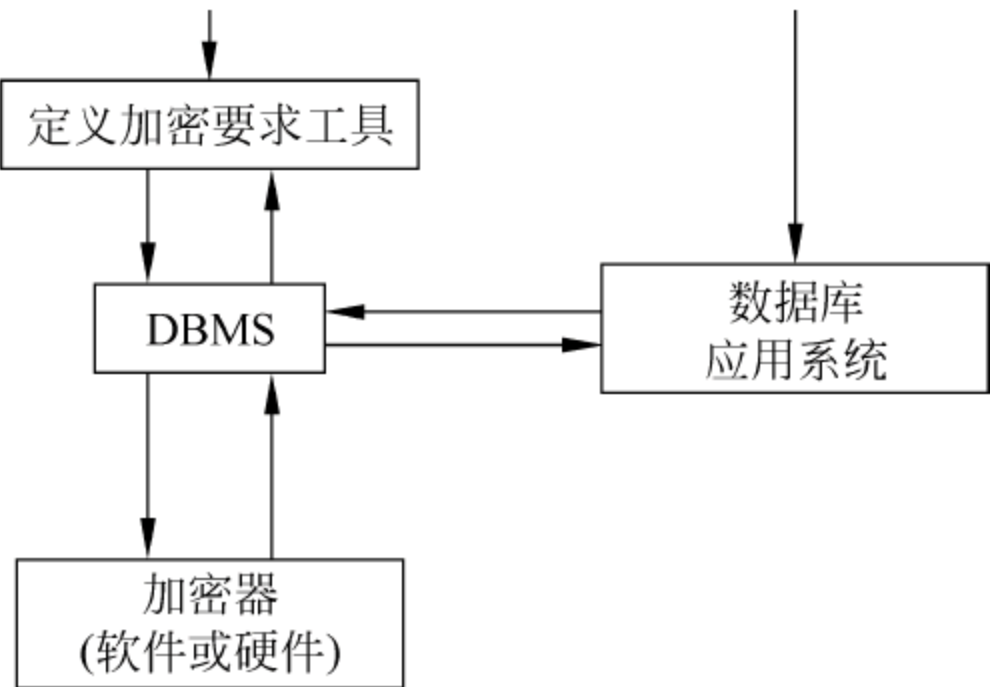 定义加密要求工具
DBMS
数据库
应用系统
加密器
(软件或硬件)